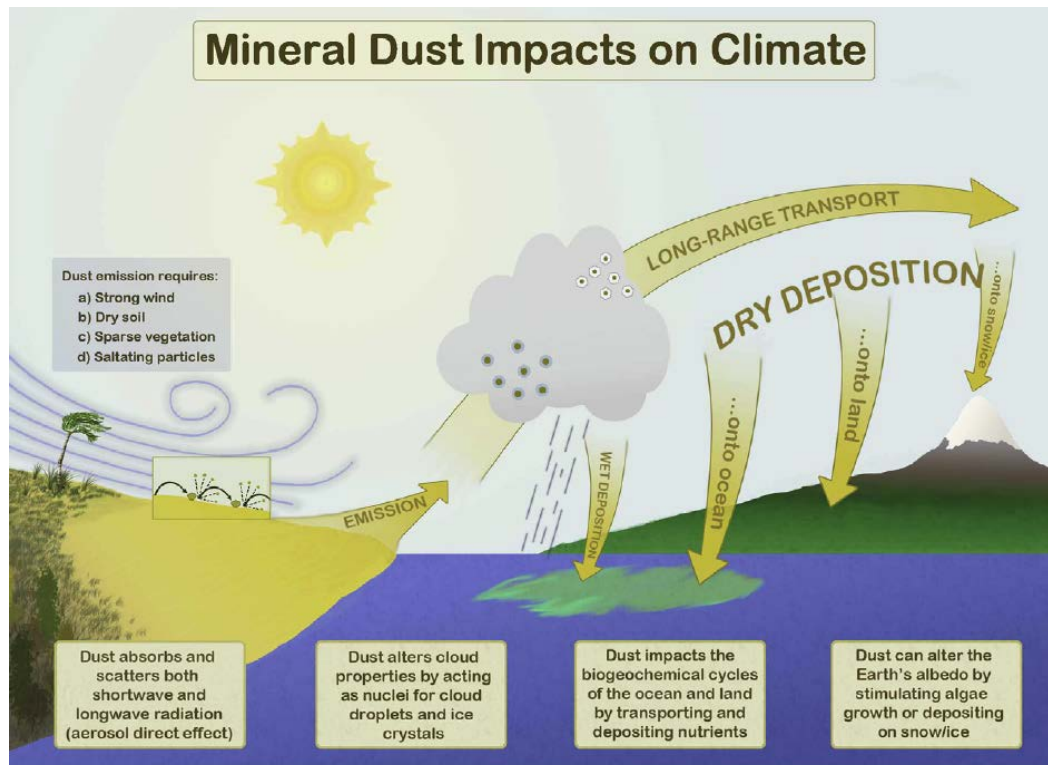 Mineral Dust Impacts on Climate
LONG-RANGE TRANSPORT
DRY DEPOSITION
...onto snow/ice
...onto land
...onto ocean
Dust emission requires:
a) Strong wind
b) Dry soil
c) Sparse vegetation
d) Saltating particles
WET DEPOSITION
EMISSION
Dust absorbs and
scatters both
shortwave and
longwave radiation
(aerosol direct effect)
Dust alters cloud
properties by acting
as nuclei for cloud
droplets and ice
crystals
Dust impacts the
biogeochemical cycles
of the ocean and land
by transporting and
depositing nutrients
Dust can alter the
Earth's albedo by
stimulating algae
growth or depositing
on snow/ice